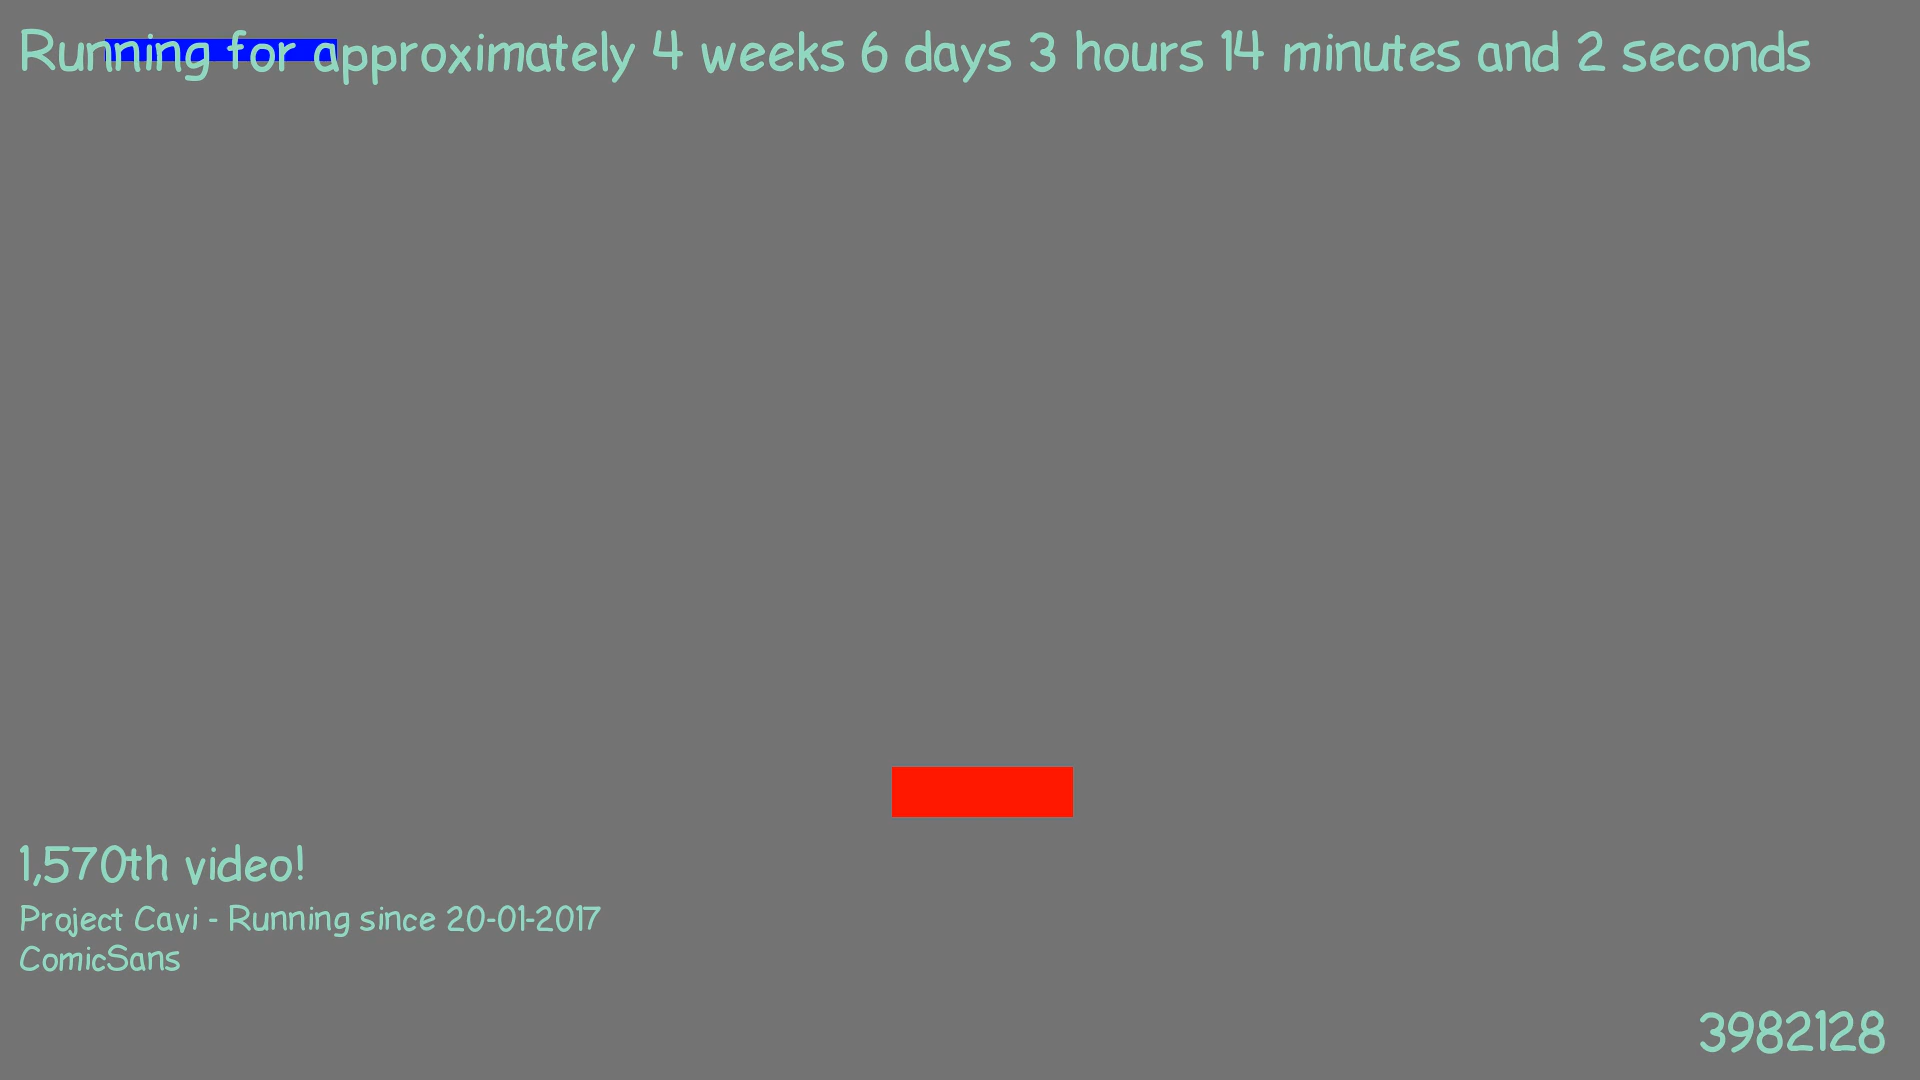 Running for approximately 4 weeks 6 days 3 hours 14 minutes and 2 seconds
1,570th video!
Project Cavi - Running since 20-01-2017
ComicSans
3982128